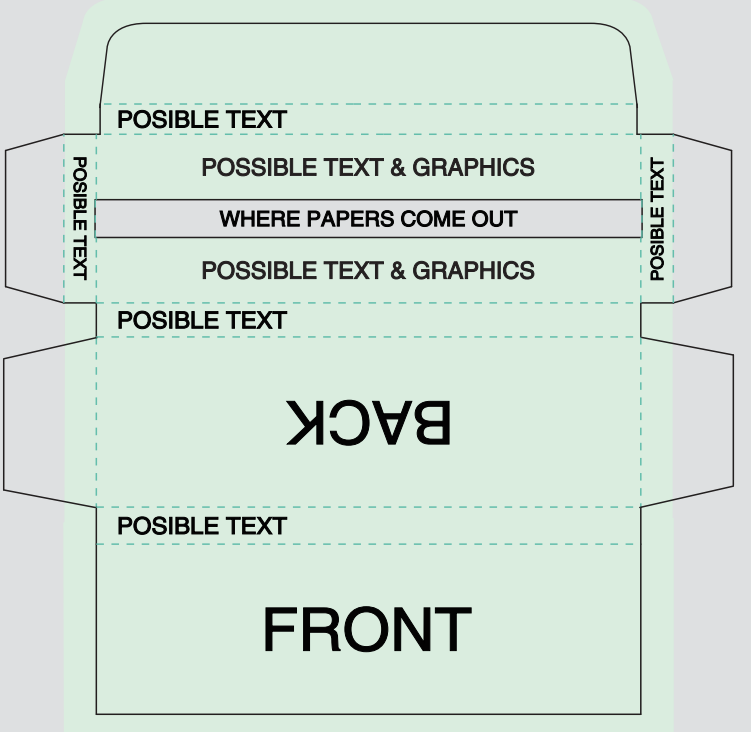 POSIBLE TEXT
POSSIBLE TEXT & GRAPHICS
POSIBLE TEXT
WHERE PAPERS COME OUT
POSIBLE TEXT
POSSIBLE TEXT & GRAPHICS
POSIBLE TEXT
BACK
POSIBLE TEXT
FRONT